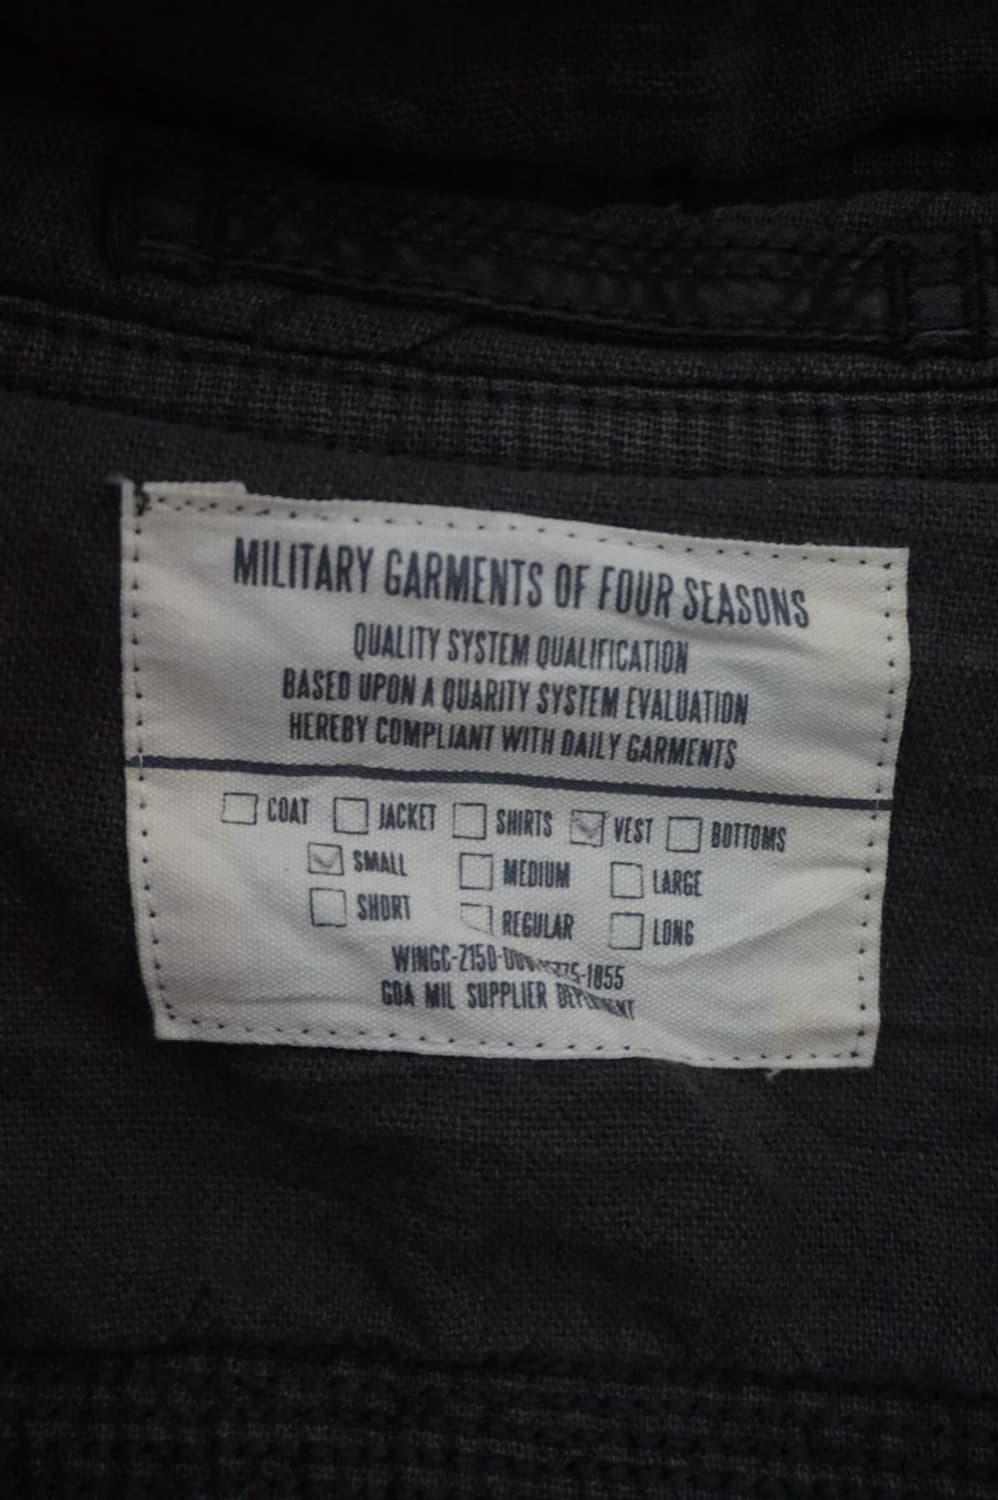 MILITARY GARMENTS OF FOUR SEASONS
QUALITY SYSTEM QUALIFICATION
BASED UPON A QUARITY SYSTEM EVALUATION
HEREBY COMPLIANT WITH DAILY GARMENTS
COAT JACKET SHIRTS VEST BOTTOMS
SMALL MEDIUM LARGE
SHORT REGULAR LONG
GDA MIL SUPPLIER